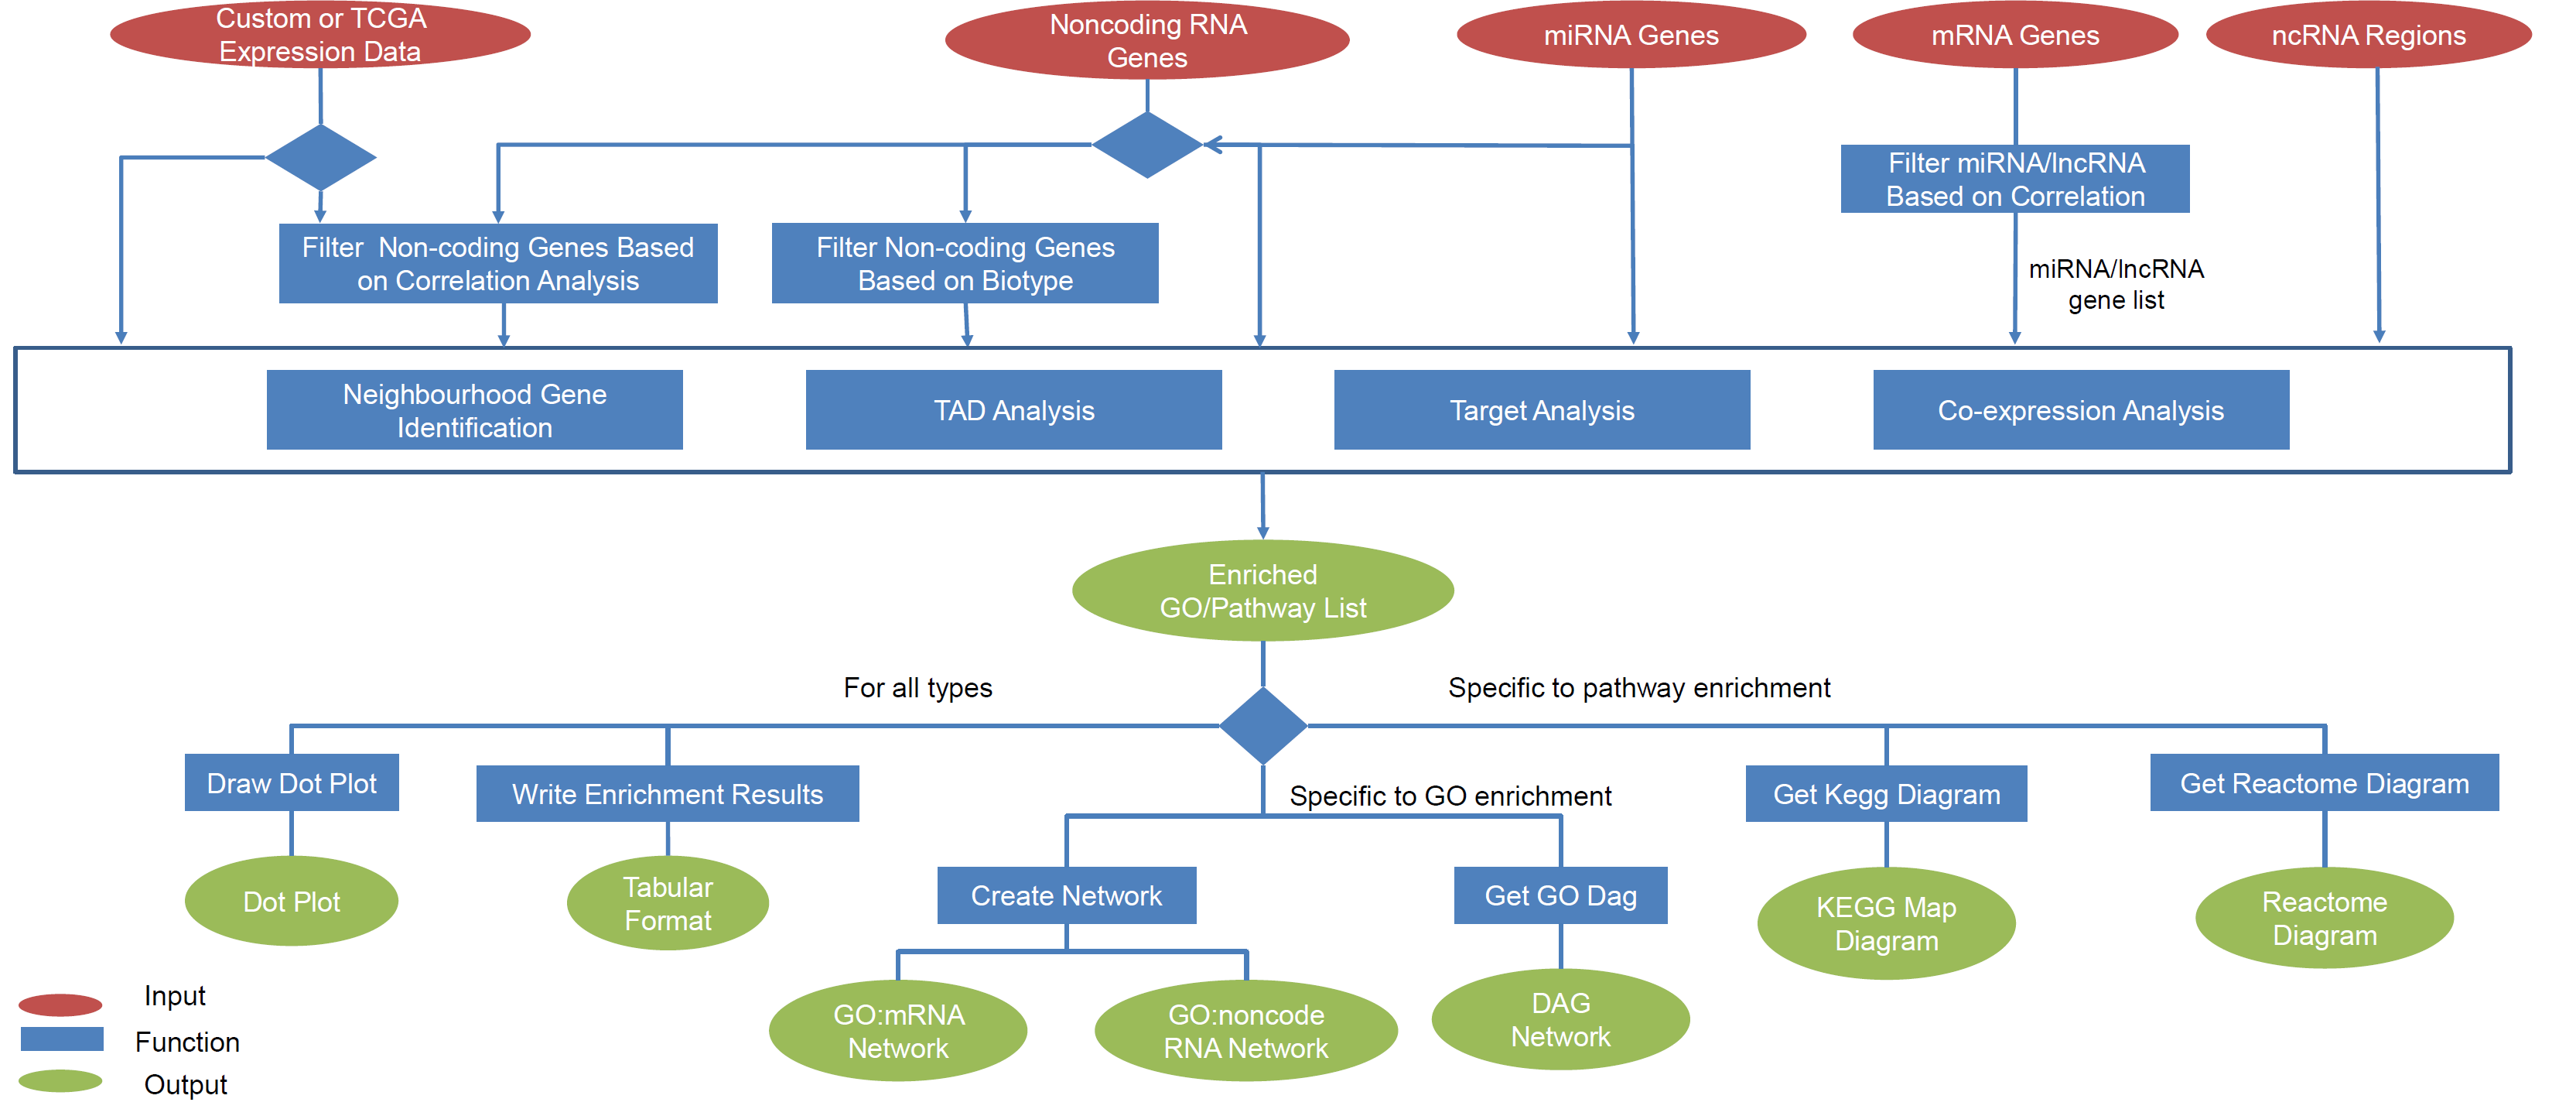 Custom or TCGA
Expression Data
Noncoding RNA
Genes
miRNA Genes
mRNA Genes
ncRNA Regions
Filter miRNA/lncRNA
Based on Correlation
Filter Non-coding Genes Based
on Correlation Analysis
Filter Non-coding Genes
Based on Biotype
miRNA/lncRNA
gene list
Neighbourhood Gene
Identification
TAD Analysis
Target Analysis
Co-expression Analysis
Enriched
GO/Pathway List
For all types
Specific to pathway enrichment
Draw Dot Plot
Write Enrichment Results
Specific to GO enrichment
Get Kegg Diagram
Get Reactome Diagram
Dot Plot
Tabular
Format
Create Network
Get GO Dag
KEGG Map
Diagram
Reactome
Diagram
GO:mRNA
Network
GO:noncode
RNA Network
DAG
Network
Input
Function
Output